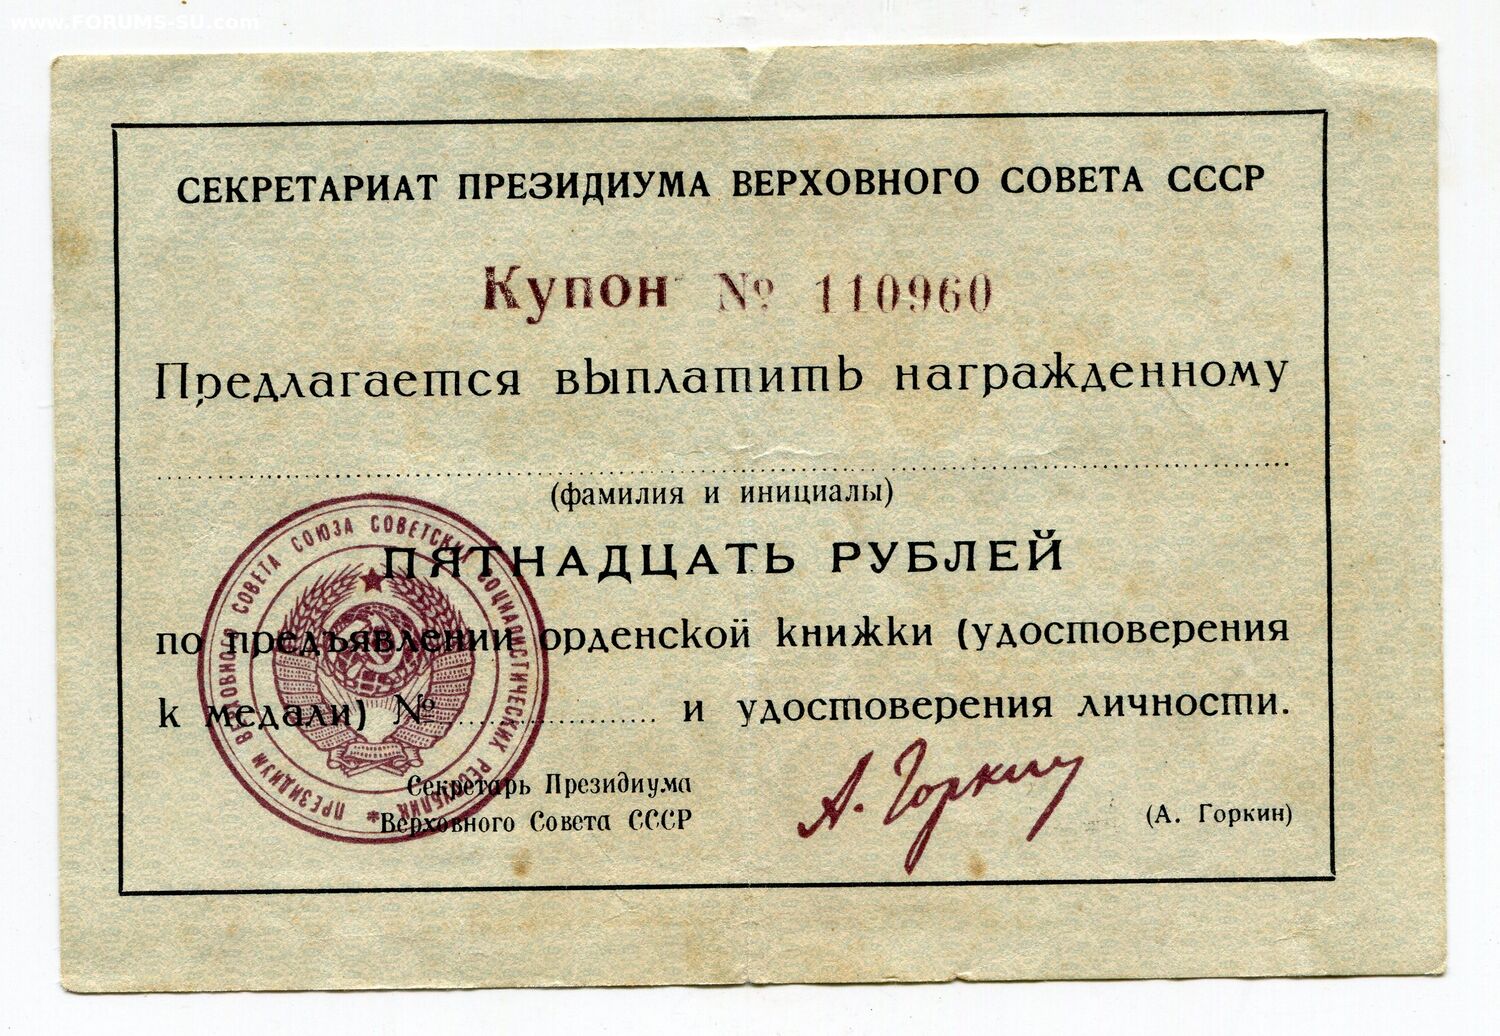 www.FORUMS-SU.com
СЕКРЕТАРИАТ ПРЕЗИДИУМА ВЕРХОВНОГО СОВЕТА СССР
Купон № 110960
Предлагается выплатить награжденному
(фамилия и инициалы)
ПЯТНАДЦАТЬ РУБЛЕЙ
по предъявлении орденской книжки (удостоверения
к медали) № и удостоверения личности.
Секретарь Президиума
Верховного Совета СССР
А. Горкин
(А. Горкин)
ПРЕЗИДИУМ ВЕРХОВНОГО СОВЕТА СОЮЗА СОВЕТСКИХ СОЦИАЛИСТИЧЕСКИХ РЕСПУБЛИК *